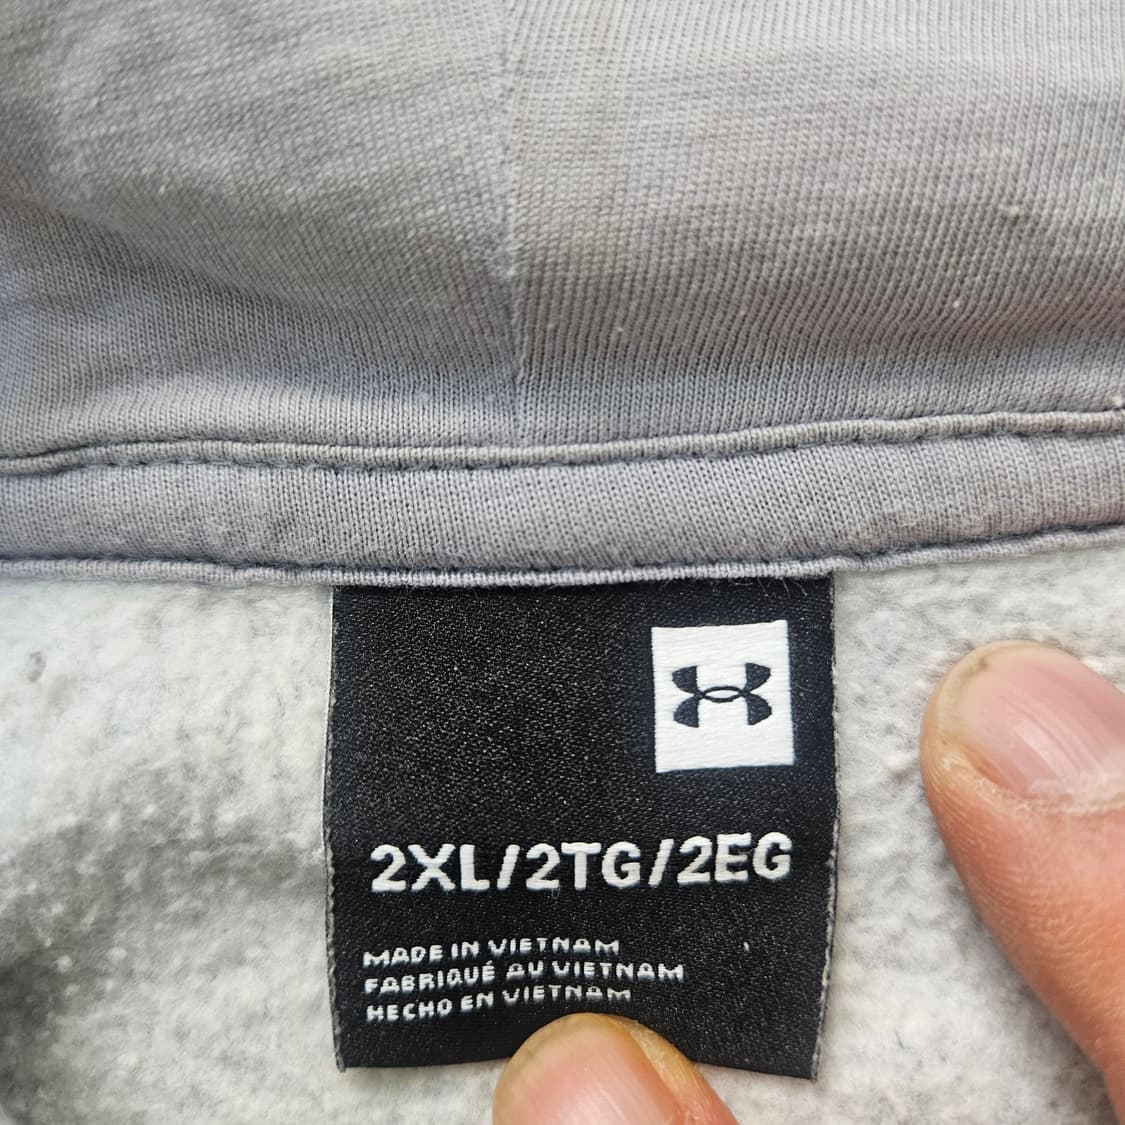 2XL/2TG/2EG
MADE IN VIETNAM
FABRIQUÉ AU VIETNAM
HECHO EN VIETNAM